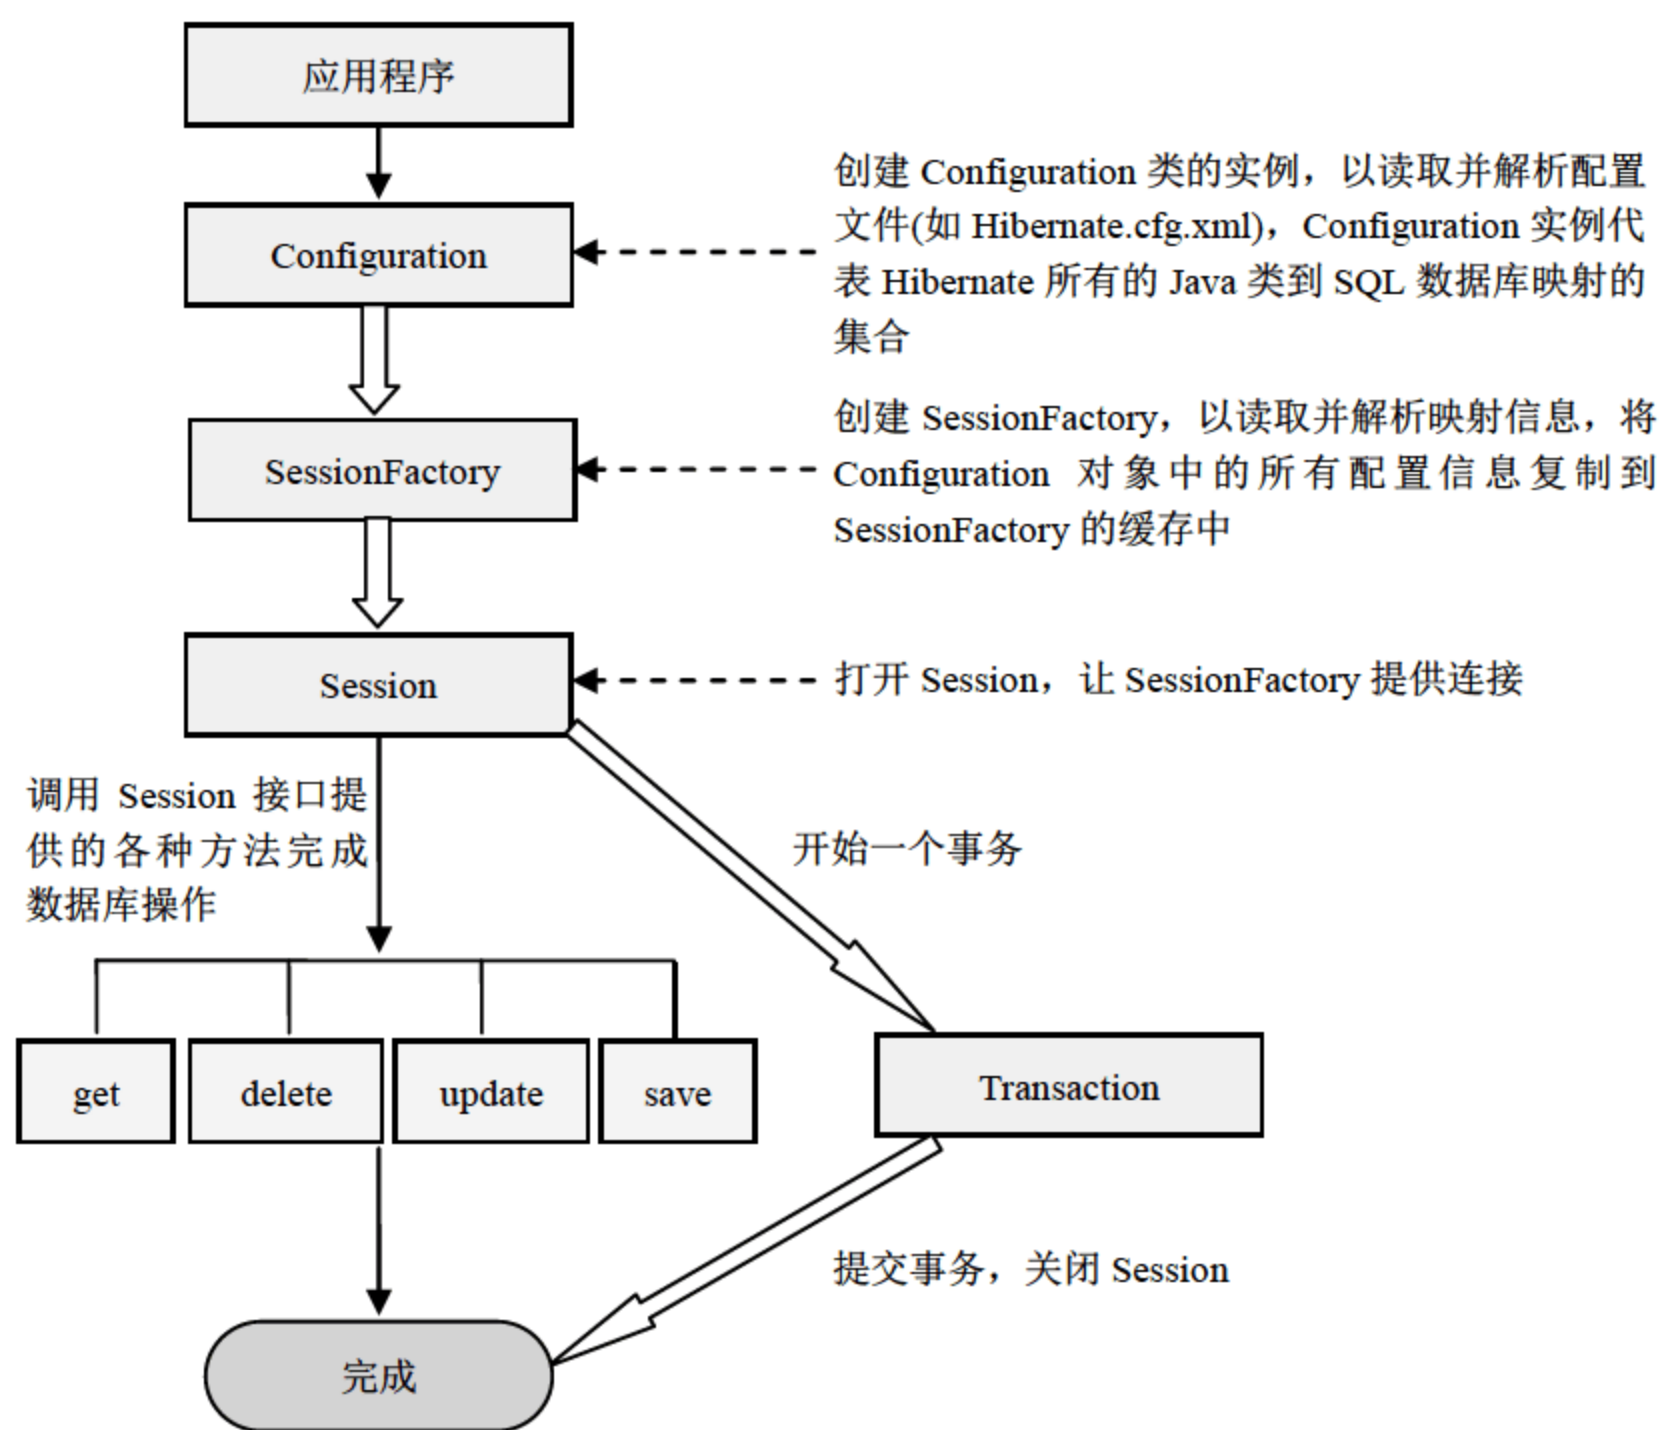 应用程序
创建 Configuration 类的实例，以读取并解析配置
文件(如 Hibernate.cfg.xml)，Configuration 实例代
表 Hibernate 所有的 Java 类到 SQL 数据库映射的
集合
Configuration
创建 SessionFactory，以读取并解析映射信息，将
Configuration 对象中的所有配置信息复制到
SessionFactory 的缓存中
SessionFactory
Session
打开 Session，让 SessionFactory 提供连接
调用 Session 接口提
供的各种方法完成
数据库操作
开始一个事务
get
delete
update
save
Transaction
提交事务，关闭 Session
完成